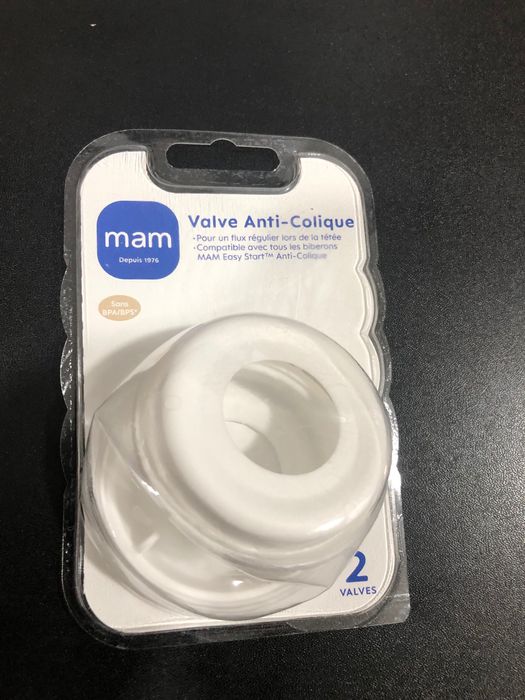 mam
Depuis 1976
Valve Anti-Colique
•Pour un flux régulier lors de la tétée
•Compatible avec tous les biberons
MAM Easy Start™ Anti-Colique
Sans
BPA/BPS*
2
VALVES